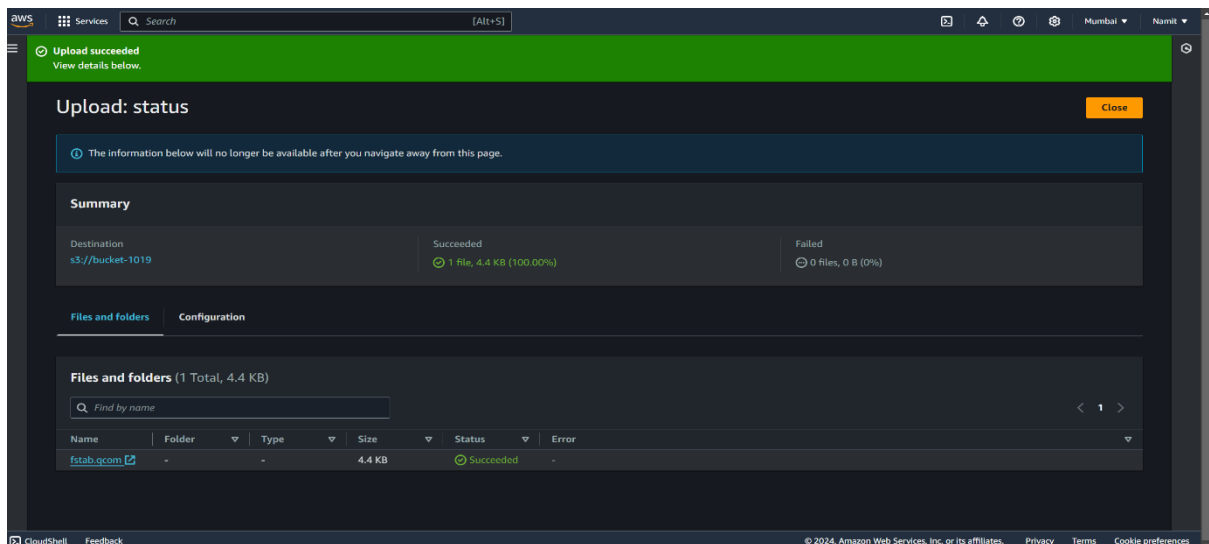 aws Services Search [Alt+S] Mumbai Namit
Upload succeeded
View details below.
Upload: status Close
The information below will no longer be available after you navigate away from this page.
Summary
Destination Succeeded Failed
s3://bucket-1019 1 file, 4.4 KB (100.00%) 0 files, 0 B (0%)
Files and folders Configuration
Files and folders (1 Total, 4.4 KB)
Find by name 1
Name Folder Type Size Status Error
fstab.qcom - - 4.4 KB Succeeded -
CloudShell Feedback © 2024, Amazon Web Services, Inc. or its affiliates. Privacy Terms Cookie preferences